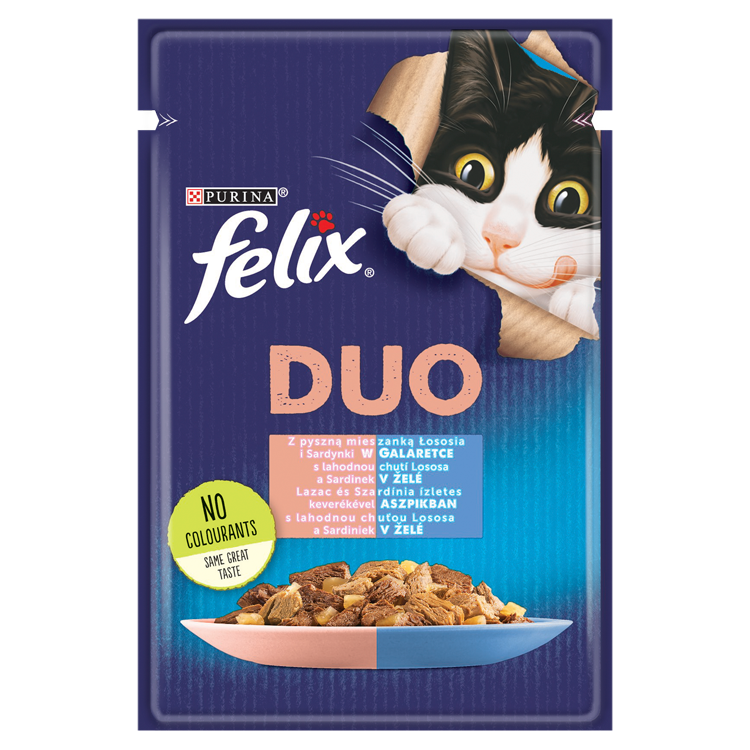 PURINA®
felix®
DUO
Z pyszną mieszanką Łososia
i Sardynki W GALARETCE
s lahodnou chutí Lososa
a Sardinek V ŽELÉ
Lazac és Szardínia ízletes
keverékével ASZPIKBAN
s lahodnou chuťou Lososa
a Sardiniek V ŽELÉ
NO
COLOURANTS
SAME GREAT
TASTE